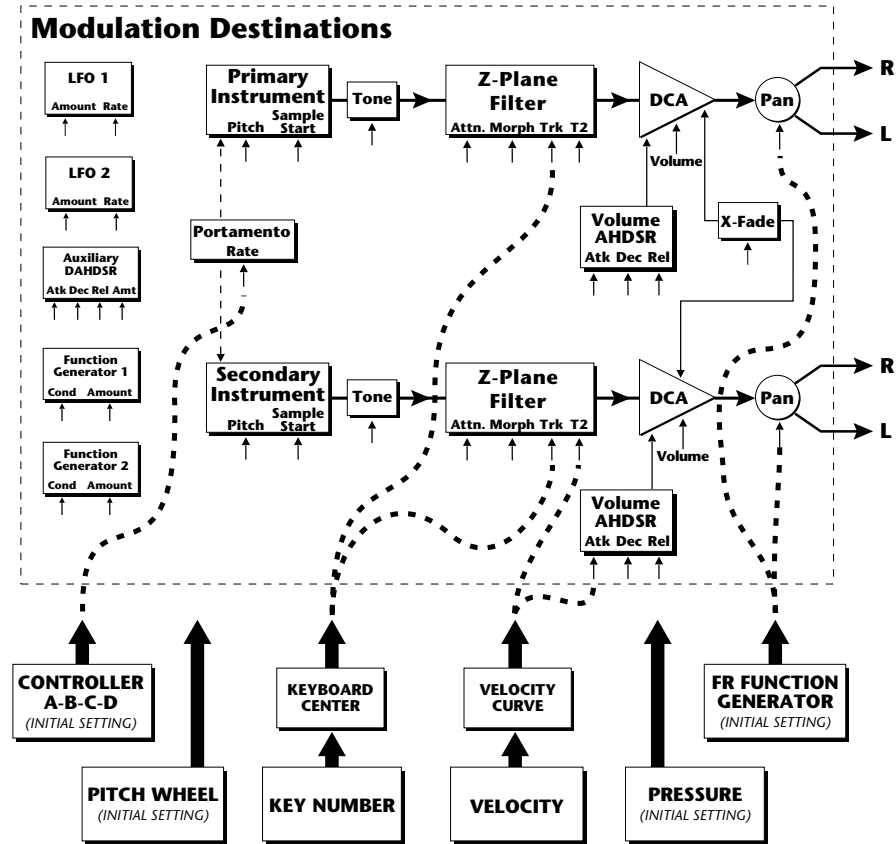 Modulation Destinations
LFO 1
Amount Rate
LFO 2
Amount Rate
Auxiliary
DAHDSR
Atk Dec Rel Amt
Function
Generator 1
Cond Amount
Function
Generator 2
Cond Amount
Primary
Instrument
Sample
Pitch Start
Tone
Z-Plane
Filter
Attn. Morph Trk T2
DCA
Volume
Pan
R
L
Portamento
Rate
Volume
AHDSR
Atk Dec Rel
X-Fade
Secondary
Instrument
Sample
Pitch Start
Tone
Z-Plane
Filter
Attn. Morph Trk T2
DCA
Volume
Pan
R
L
Volume
AHDSR
Atk Dec Rel
CONTROLLER
A-B-C-D
(INITIAL SETTING)
KEYBOARD
CENTER
VELOCITY
CURVE
FR FUNCTION
GENERATOR
(INITIAL SETTING)
PITCH WHEEL
(INITIAL SETTING)
KEY NUMBER
VELOCITY
PRESSURE
(INITIAL SETTING)